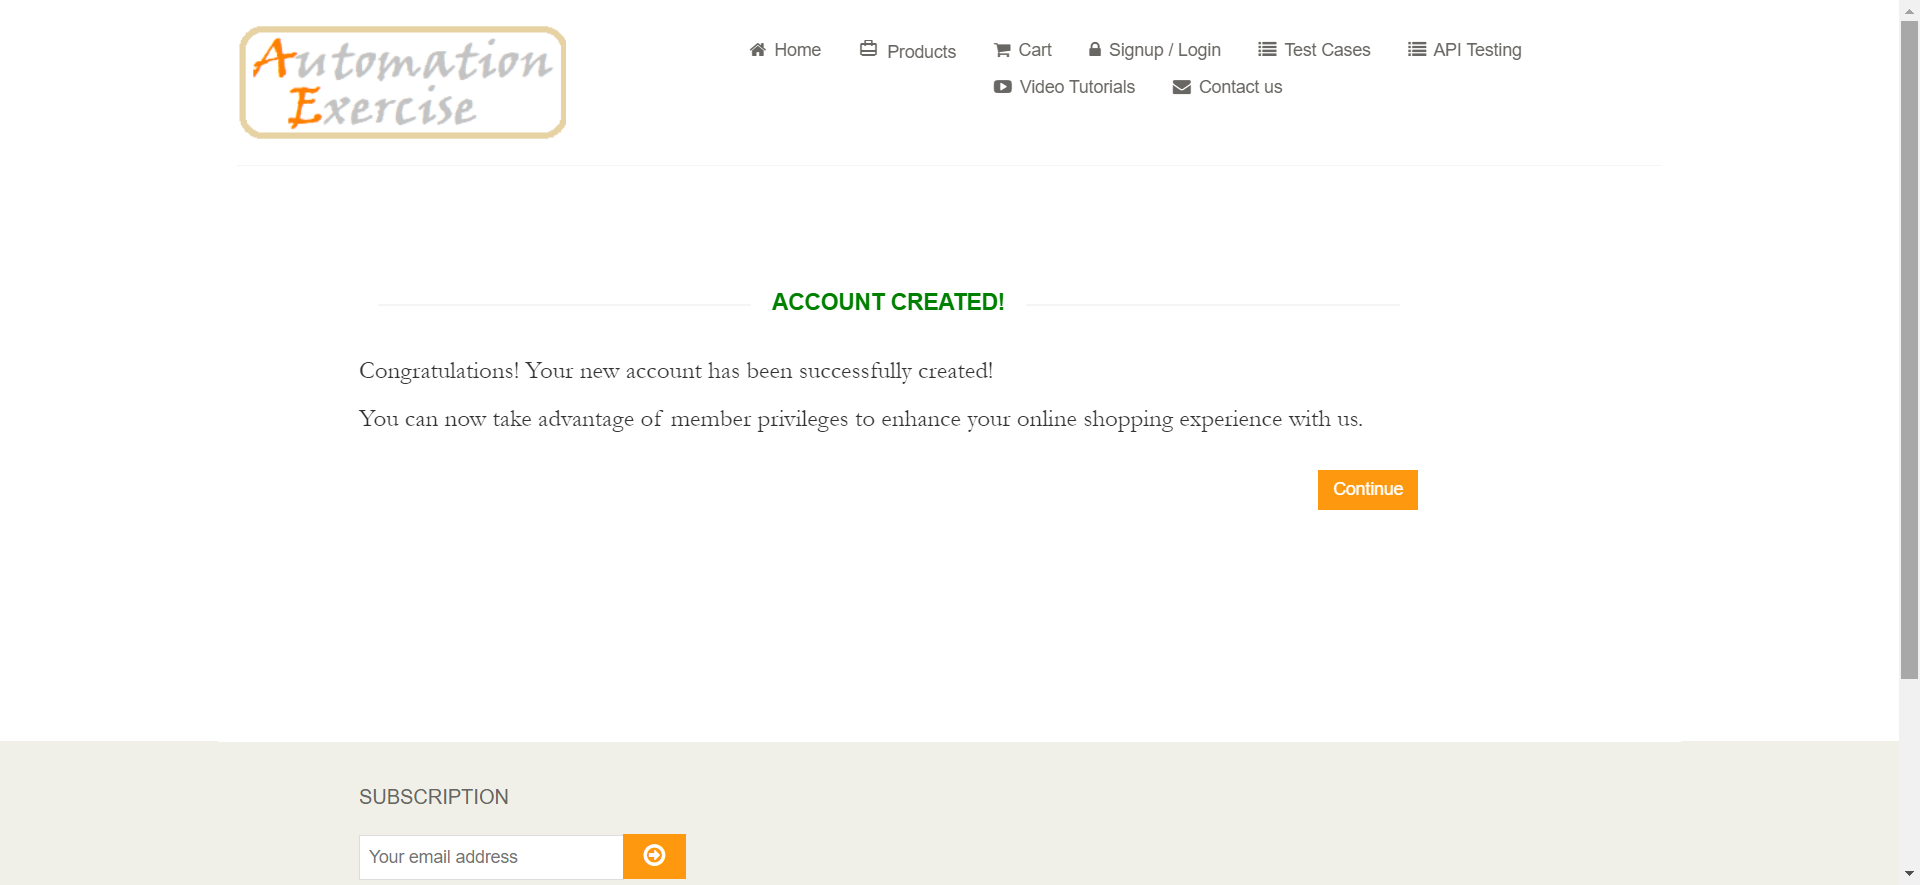 Automation
Exercise
Home
Products
Cart
Signup / Login
Test Cases
API Testing
Video Tutorials
Contact us
ACCOUNT CREATED!
Congratulations! Your new account has been successfully created!
You can now take advantage of member privileges to enhance your online shopping experience with us.
Continue
SUBSCRIPTION
Your email address